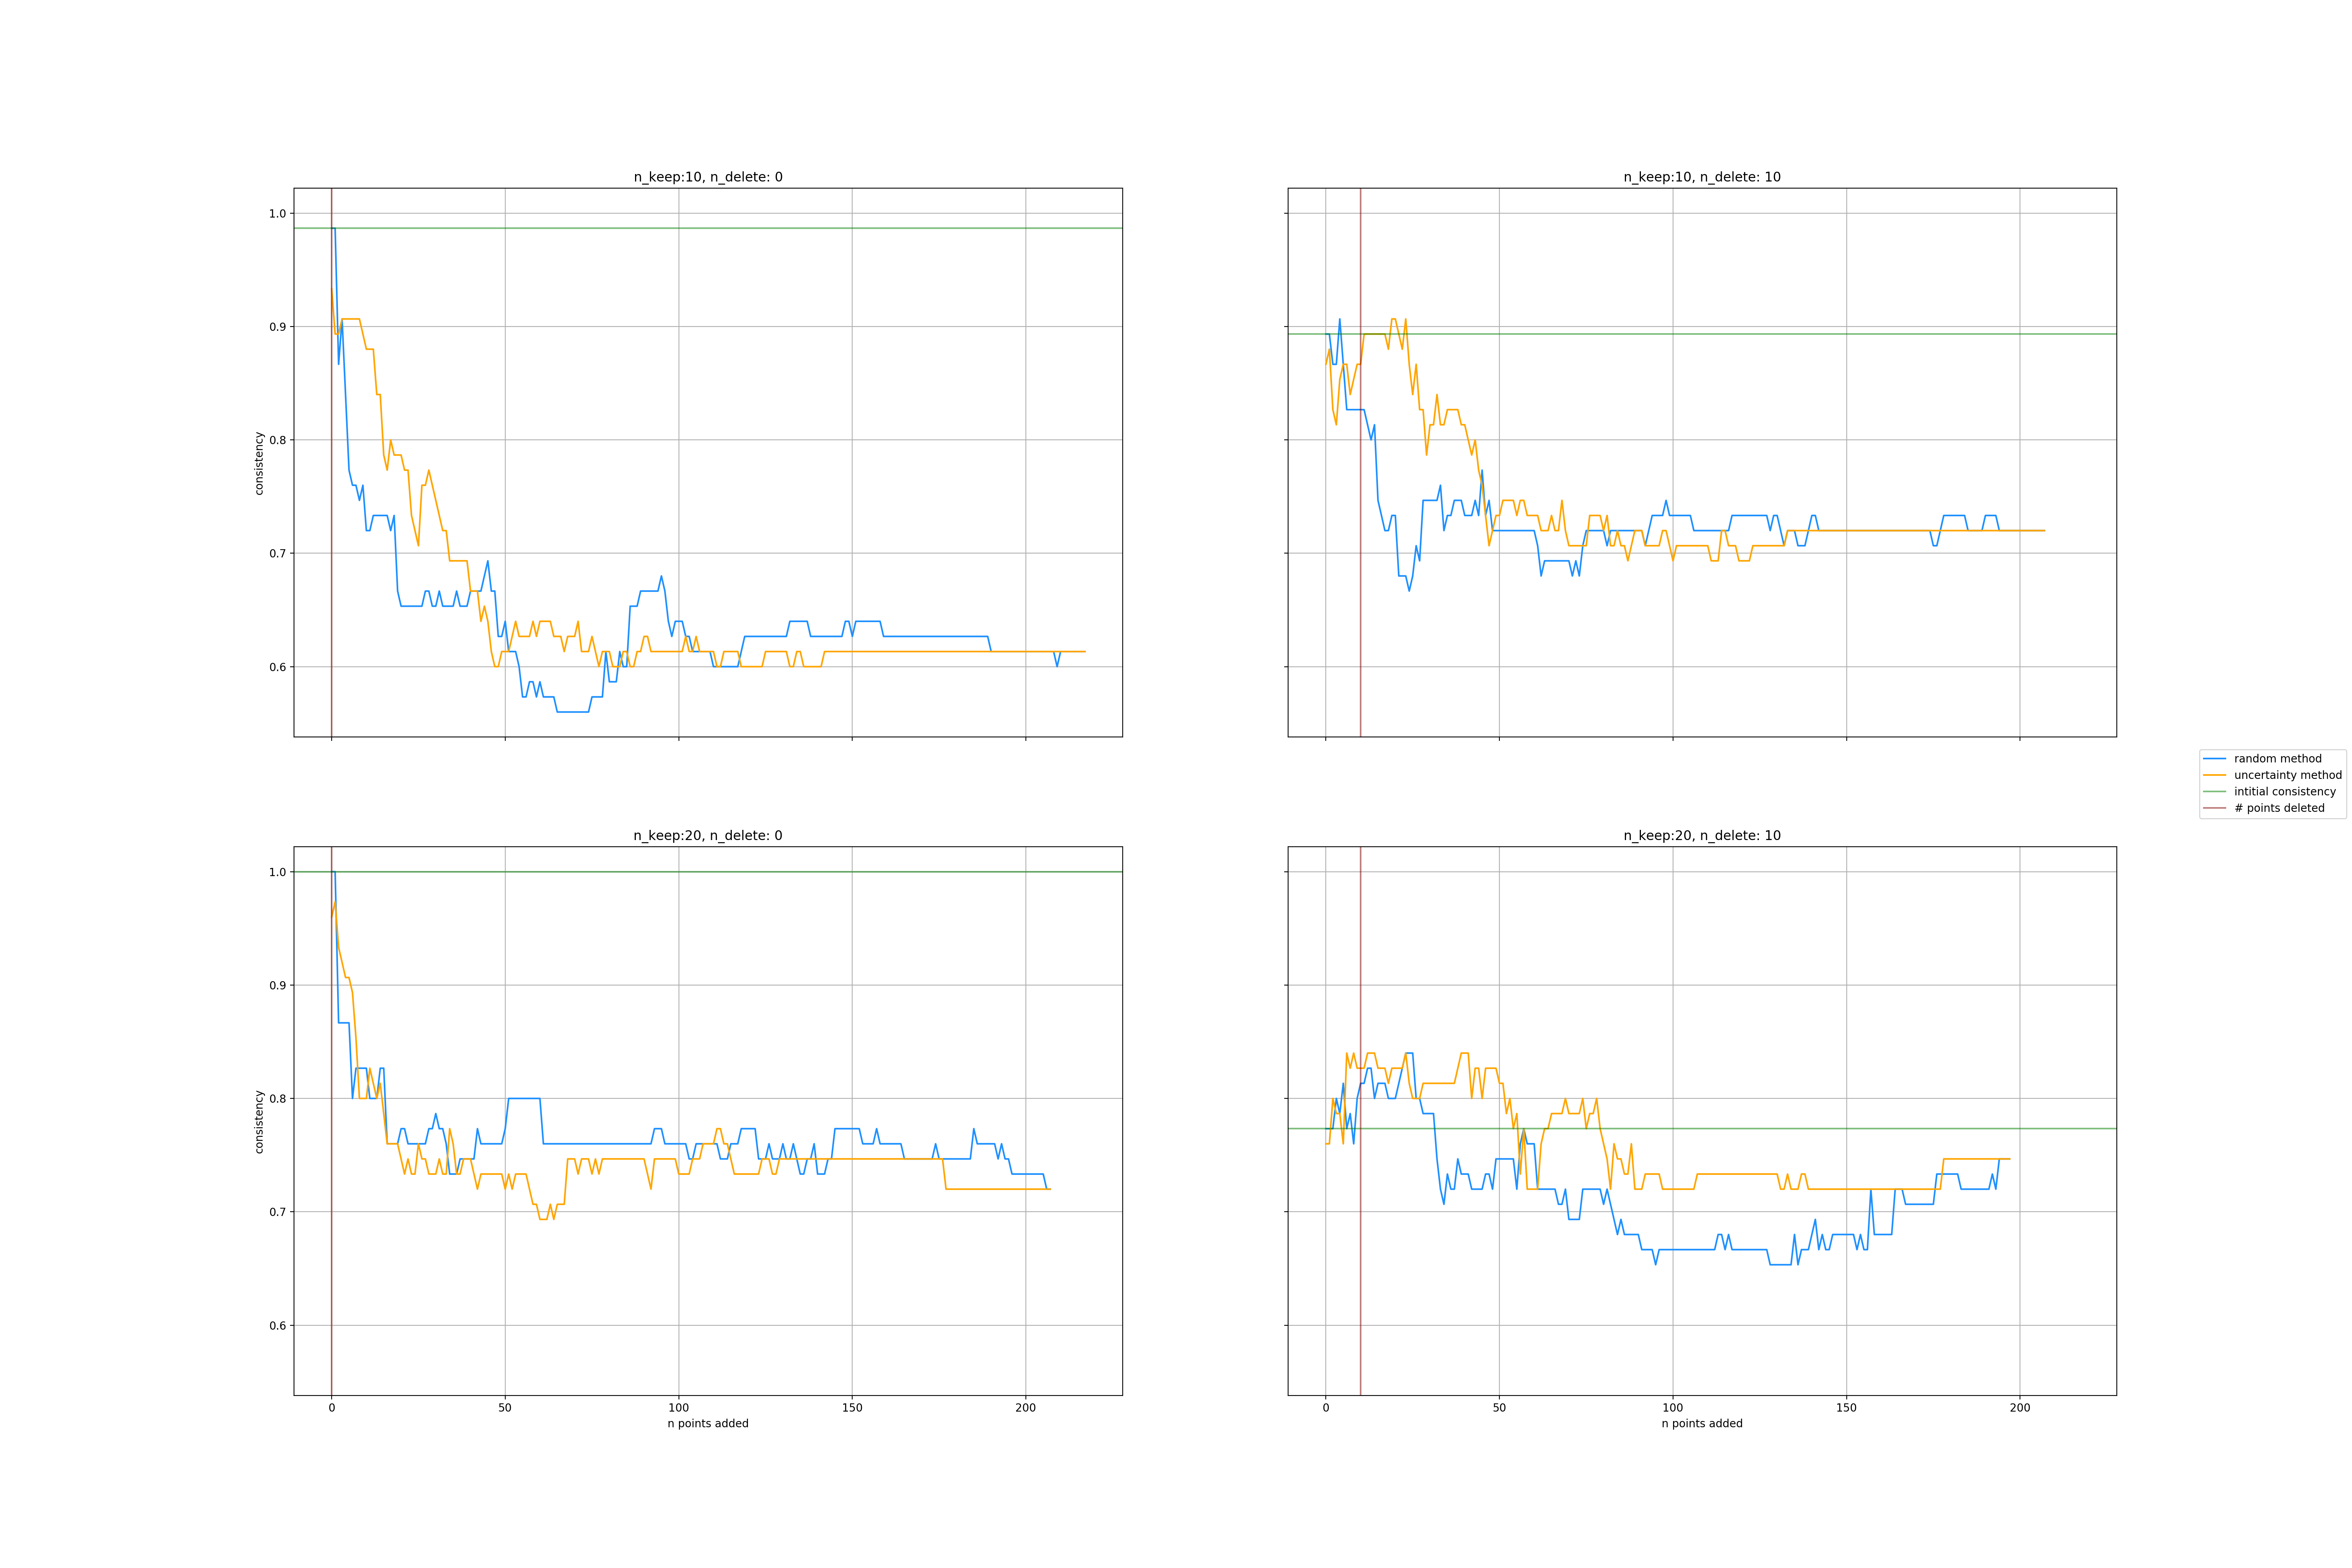 n_keep:10, n_delete: 0
1.0
0.9
0.8
0.7
0.6
consistency
n_keep:10, n_delete: 10
random method
uncertainty method
intitial consistency
# points deleted
n_keep:20, n_delete: 0
1.0
0.9
0.8
0.7
0.6
consistency
0 50 100 150 200
n points added
n_keep:20, n_delete: 10
0 50 100 150 200
n points added